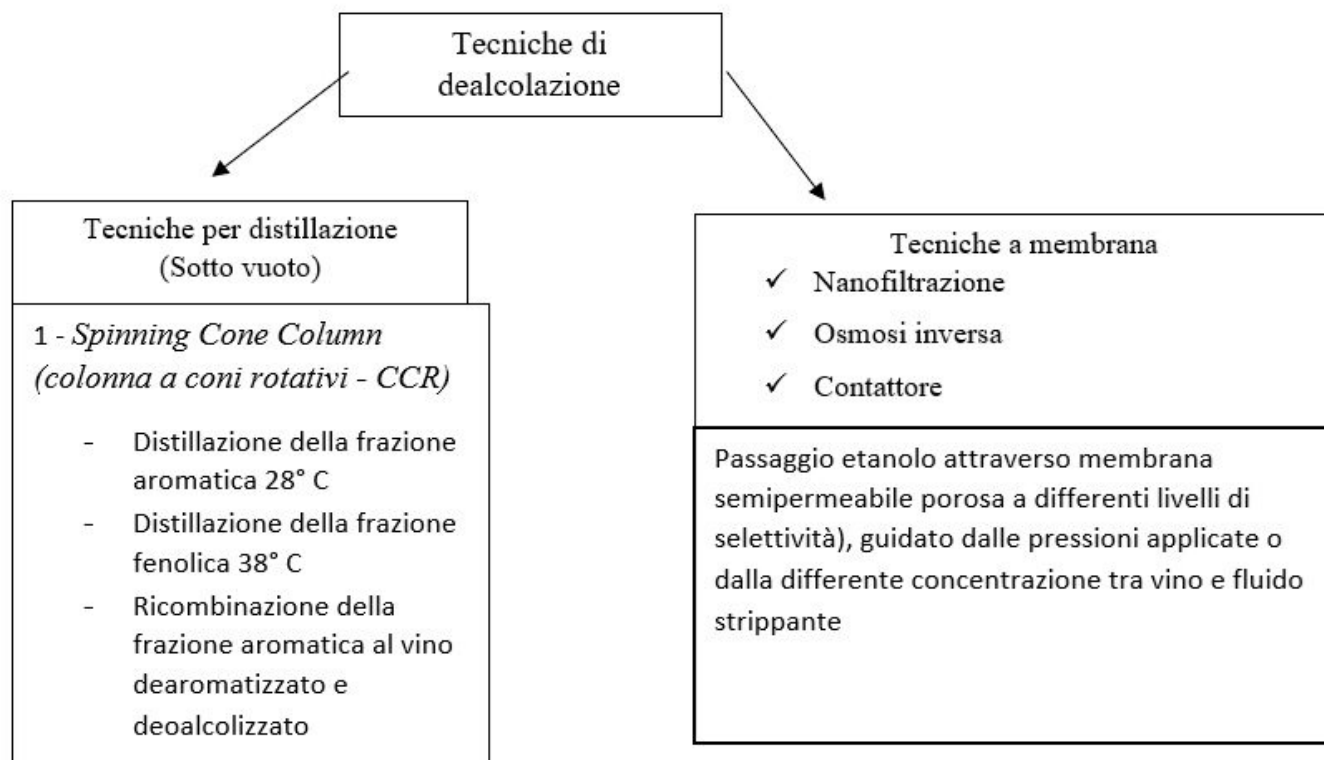 Tecniche di
dealcolazione
Tecniche per distillazione
(Sotto vuoto)
1 - Spinning Cone Column
(colonna a coni rotativi - CCR)
- Distillazione della frazione
aromatica 28° C
- Distillazione della frazione
fenolica 38° C
- Ricombinazione della
frazione aromatica al vino
dearomatizzato e
deoalcolizzato
Tecniche a membrana
✓ Nanofiltrazione
✓ Osmosi inversa
✓ Contattore
Passaggio etanolo attraverso membrana
semipermeabile porosa a differenti livelli di
selettività), guidato dalle pressioni applicate o
dalla differente concentrazione tra vino e fluido
strippante